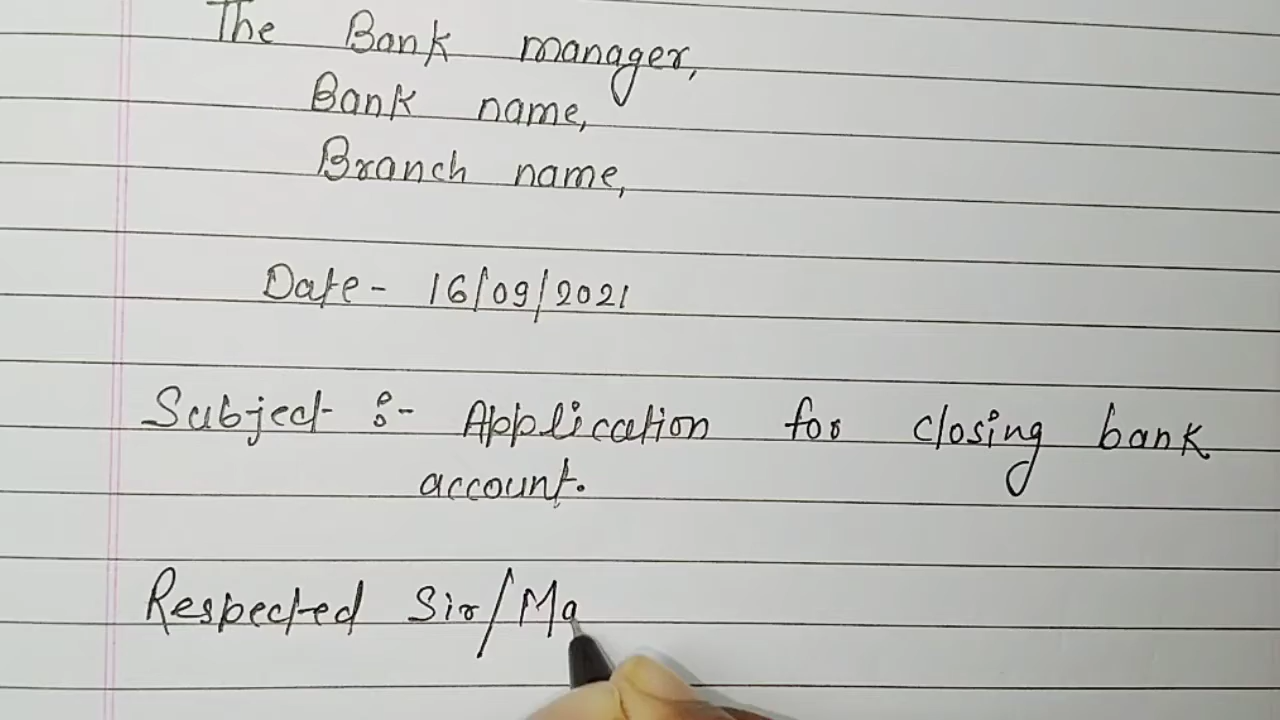 The Bank manager,
Bank name,
Branch name,
Date- 16/09/2021
Subject :- Application for closing bank
account.
Respected Sir/Ma